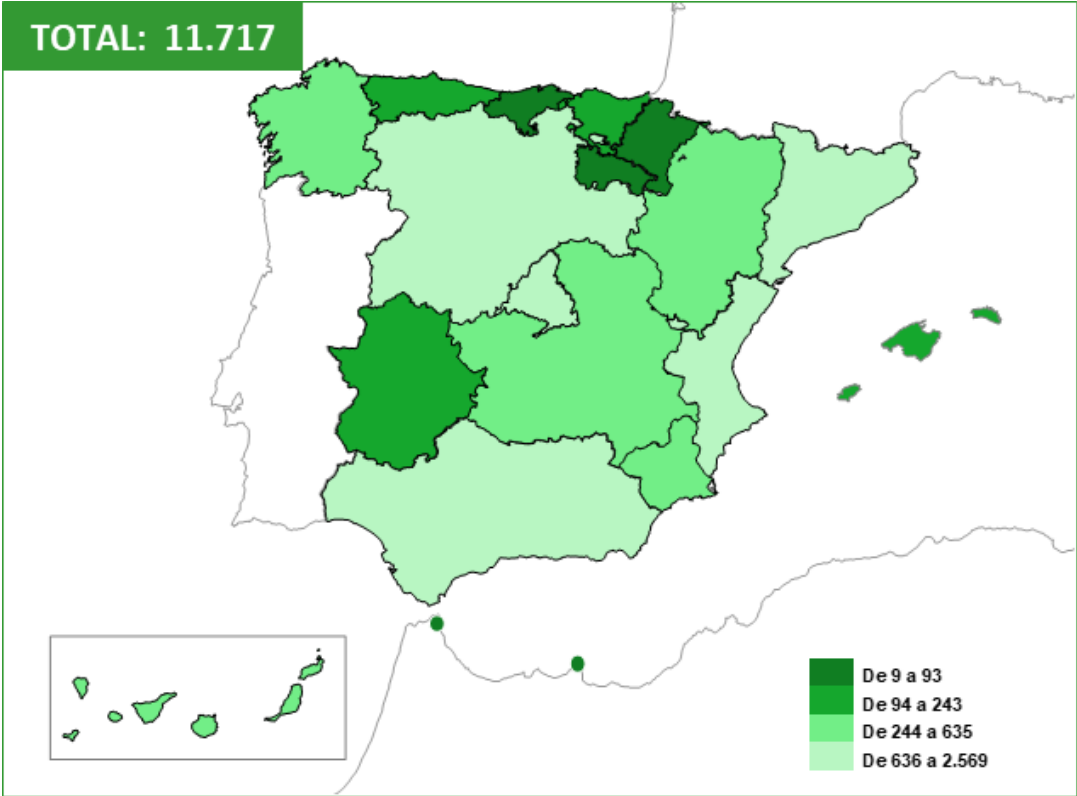 TOTAL: 11.717
De 9 a 93
De 94 a 243
De 244 a 635
De 636 a 2.569